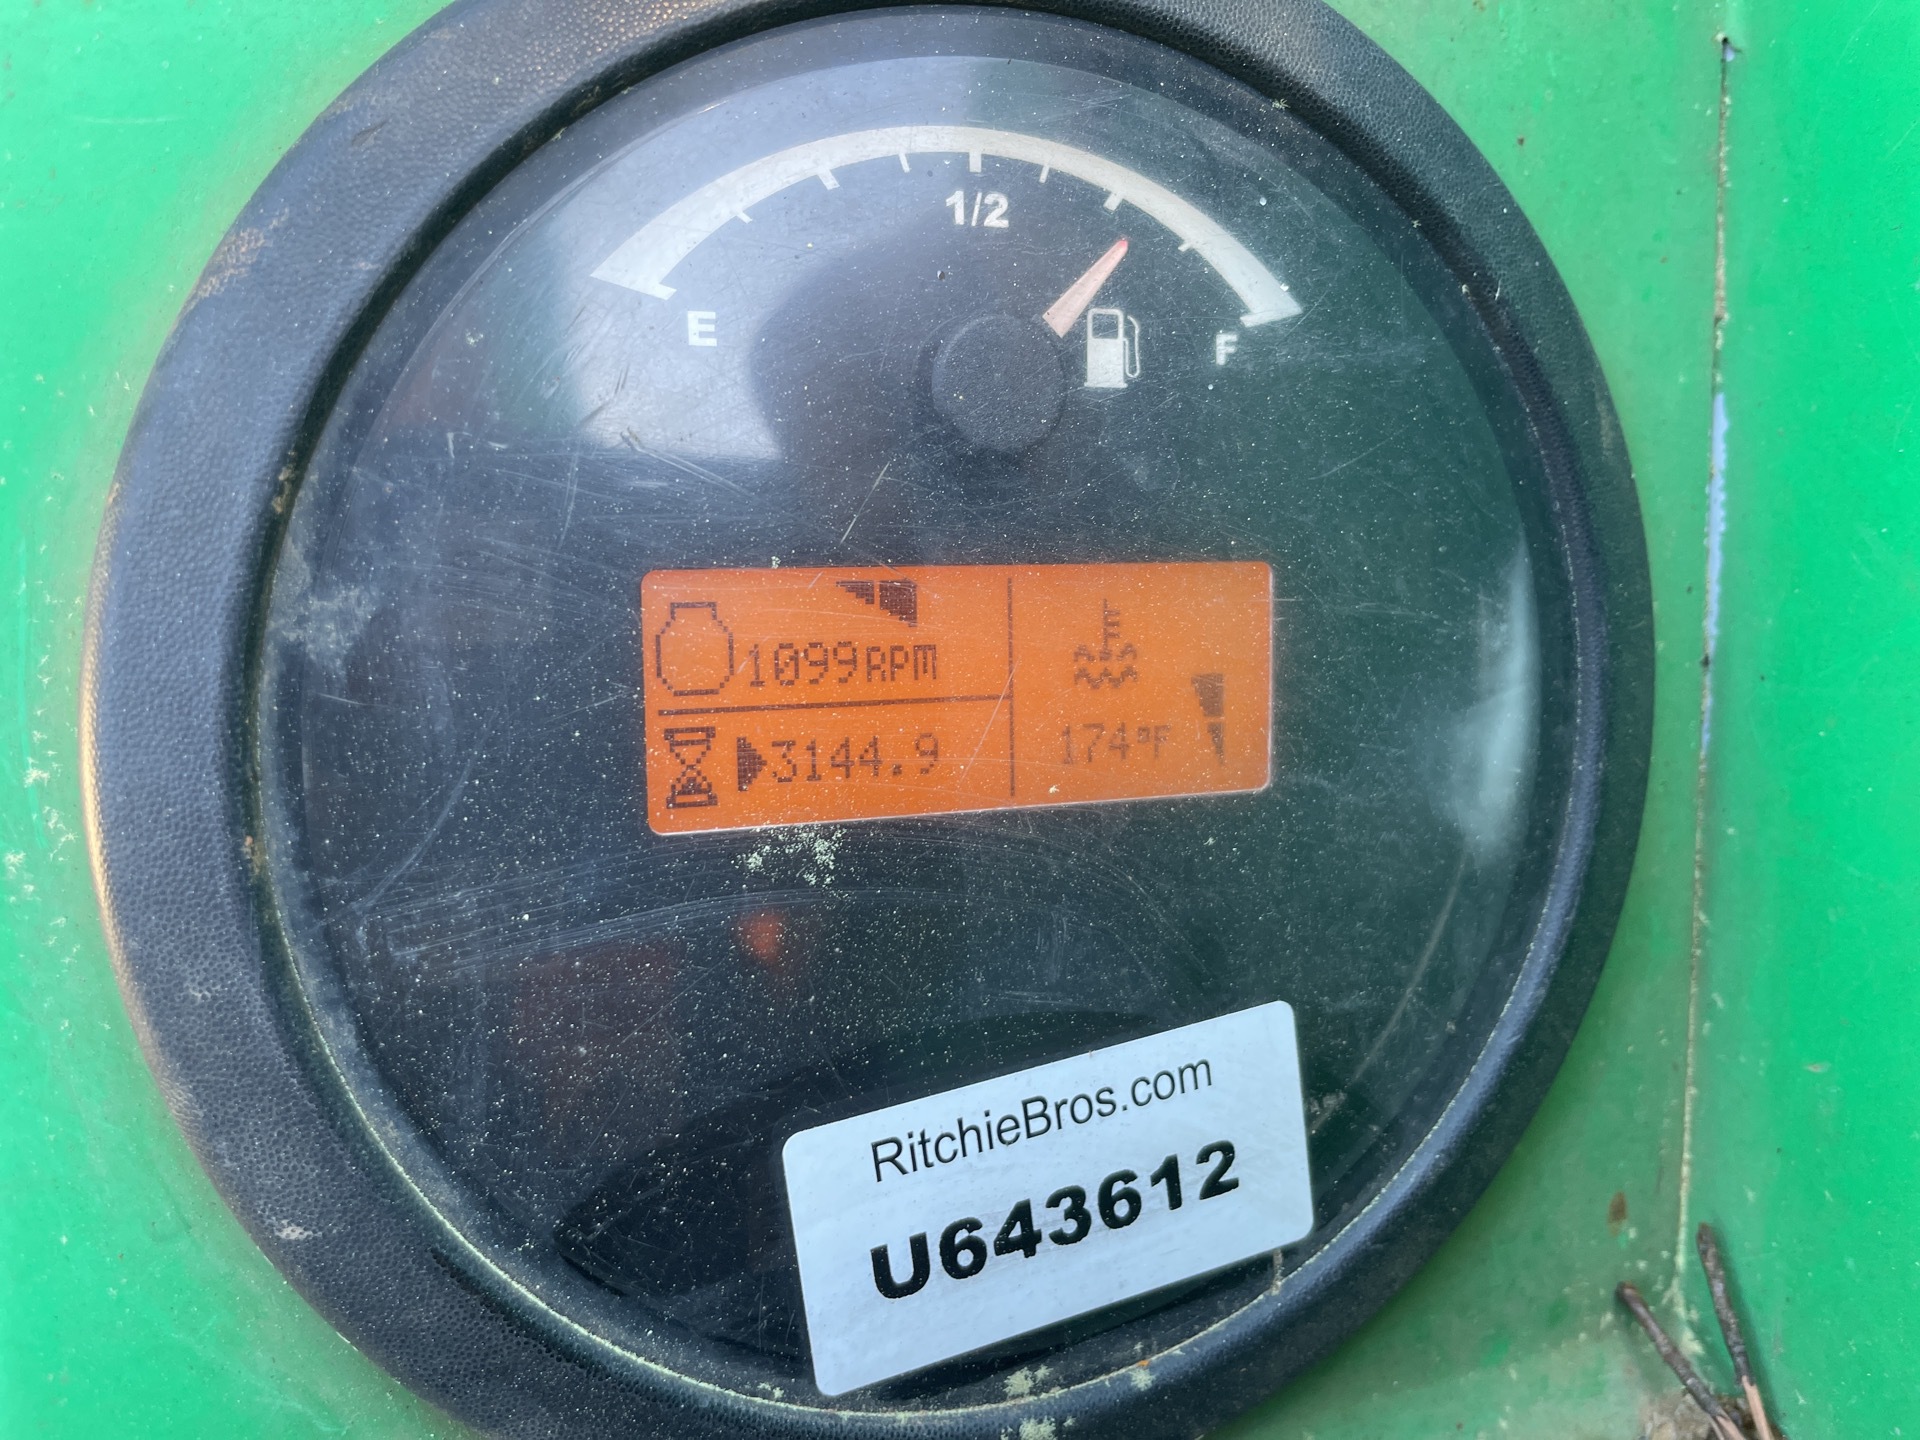 1/2
E
F
1099RPM
3144.9
174°F
RitchieBros.com
U643612